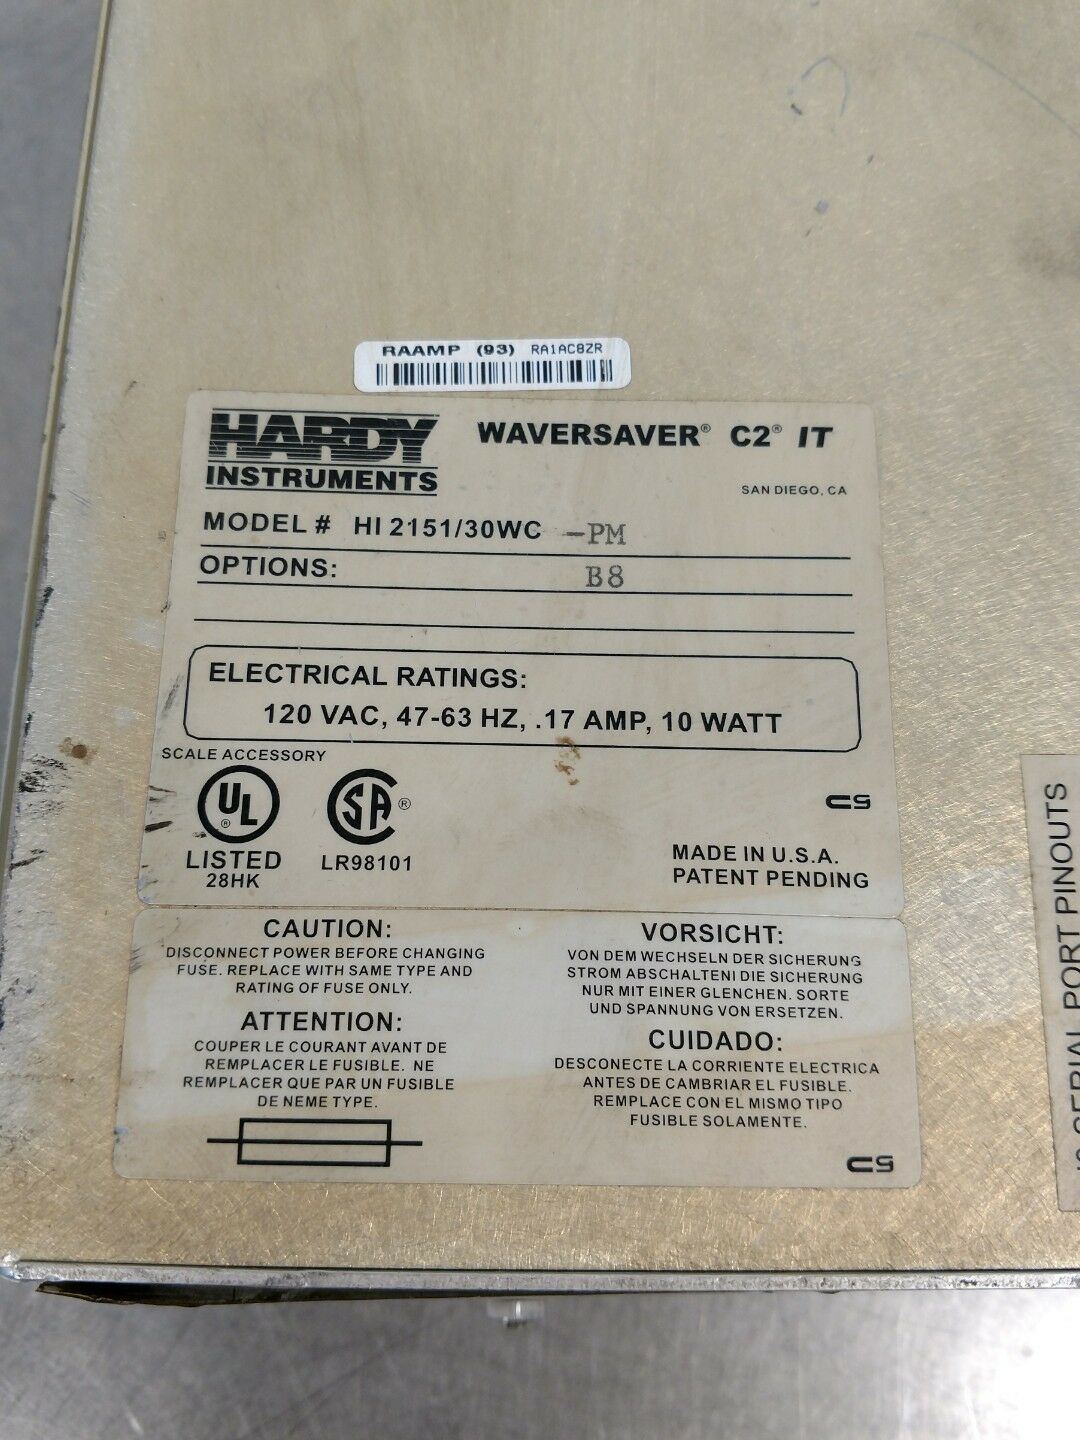 RAAMP (93) RA1AC8ZR
HARDY INSTRUMENTS
WAVERSAVER® C2® IT
SAN DIEGO, CA
MODEL # HI 2151/30WC -PM
OPTIONS: B8
ELECTRICAL RATINGS:
120 VAC, 47-63 HZ, .17 AMP, 10 WATT
SCALE ACCESSORY
UL ®
LISTED
28HK
SA ®
LR98101
MADE IN U.S.A.
PATENT PENDING
CAUTION:
DISCONNECT POWER BEFORE CHANGING
FUSE. REPLACE WITH SAME TYPE AND
RATING OF FUSE ONLY.
ATTENTION:
COUPER LE COURANT AVANT DE
REMPLACER LE FUSIBLE. NE
REMPLACER QUE PAR UN FUSIBLE
DE NEME TYPE.
VORSICHT:
VON DEM WECHSELN DER SICHERUNG
STROM ABSCHALTENI DIE SICHERUNG
NUR MIT EINER GLENCHEN. SORTE
UND SPANNUNG VON ERSETZEN.
CUIDADO:
DESCONECTE LA CORRIENTE ELECTRICA
ANTES DE CAMBRIAR EL FUSIBLE.
REMPLACE CON EL MISMO TIPO
FUSIBLE SOLAMENTE.
SERIAL PORT PINOUTS